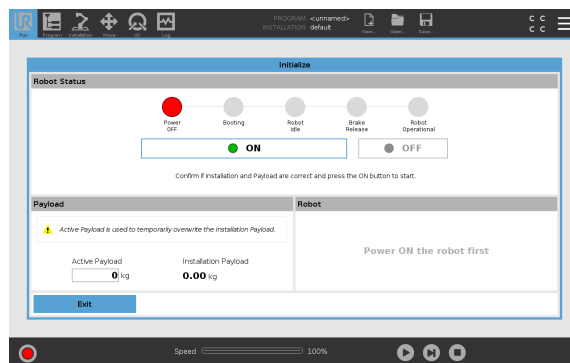 PROGRAM <unnamed>
INSTALLATION default
UR
Run
Program
Installation
Move
I/O
Log
New...
Open...
Save...
C C
C C
Initialize
Robot Status
Power OFF
Booting
Robot Idle
Brake Release
Robot Operational
ON
OFF
Confirm if Installation and Payload are correct and press the ON button to start.
Payload
Robot
Active Payload is used to temporarily overwrite the Installation Payload.
Power ON the robot first
Active Payload
Installation Payload
0 kg
0.00 kg
Exit
Speed
100%